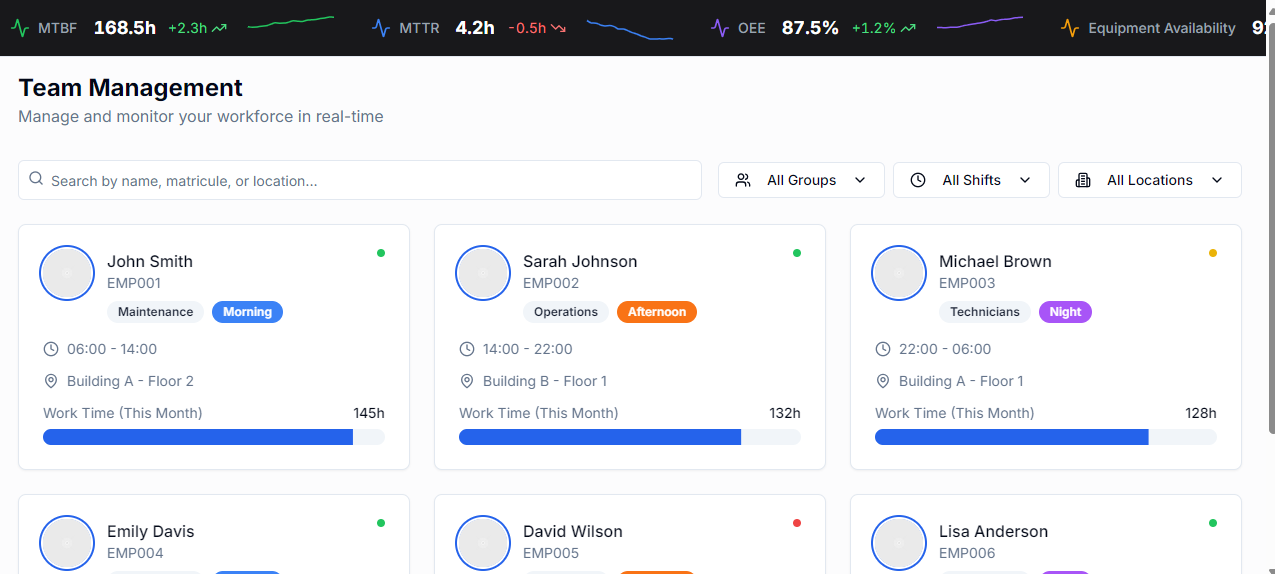 MTBF 168.5h +2.3h MTTR 4.2h -0.5h OEE 87.5% +1.2% Equipment Availability
Team Management
Manage and monitor your workforce in real-time
Search by name, matricule, or location... All Groups All Shifts All Locations
John Smith
EMP001
Maintenance Morning
06:00 - 14:00
Building A - Floor 2
Work Time (This Month) 145h
Sarah Johnson
EMP002
Operations Afternoon
14:00 - 22:00
Building B - Floor 1
Work Time (This Month) 132h
Michael Brown
EMP003
Technicians Night
22:00 - 06:00
Building A - Floor 1
Work Time (This Month) 128h
Emily Davis
EMP004
David Wilson
EMP005
Lisa Anderson
EMP006